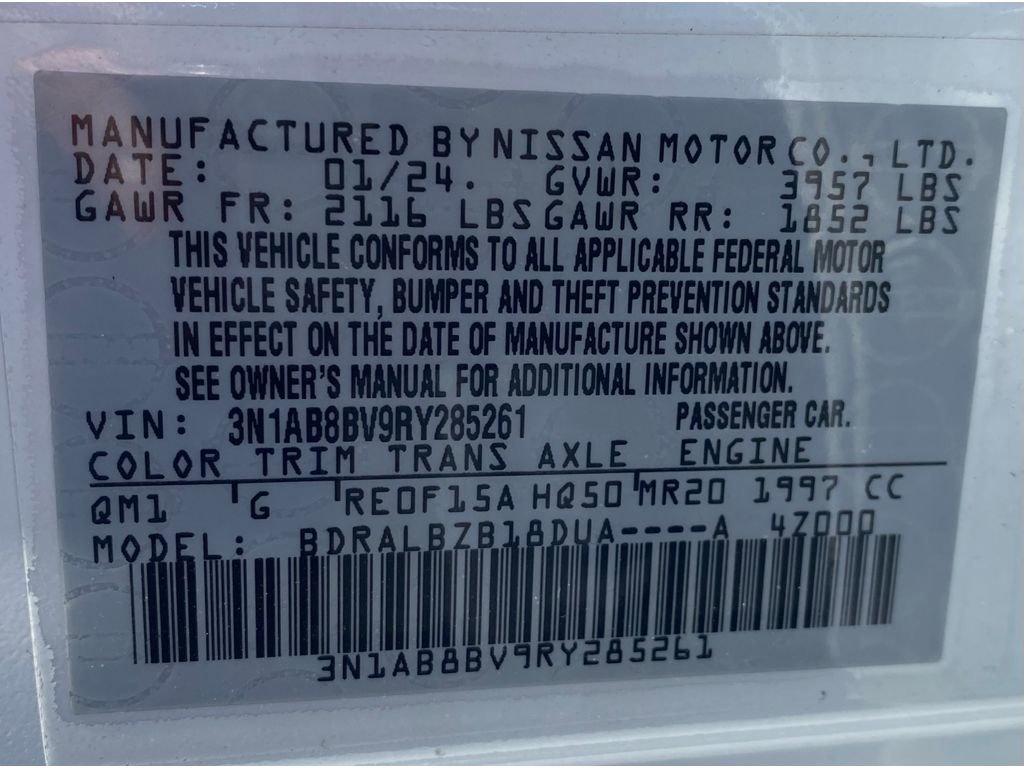 MANUFACTURED BY NISSAN MOTOR CO., LTD.
DATE: 01/24. GVWR: 3957 LBS
GAWR FR: 2116 LBS GAWR RR: 1852 LBS
THIS VEHICLE CONFORMS TO ALL APPLICABLE FEDERAL MOTOR
VEHICLE SAFETY, BUMPER AND THEFT PREVENTION STANDARDS
IN EFFECT ON THE DATE OF MANUFACTURE SHOWN ABOVE.
SEE OWNER'S MANUAL FOR ADDITIONAL INFORMATION.
VIN: 3N1AB8BV9RY285261 PASSENGER CAR.
COLOR TRIM TRANS AXLE ENGINE
QM1 G RE0F15A HQ50 MR20 1997 CC
MODEL: BDRALBZB18DUA----A 4Z000
3N1AB8BV9RY285261